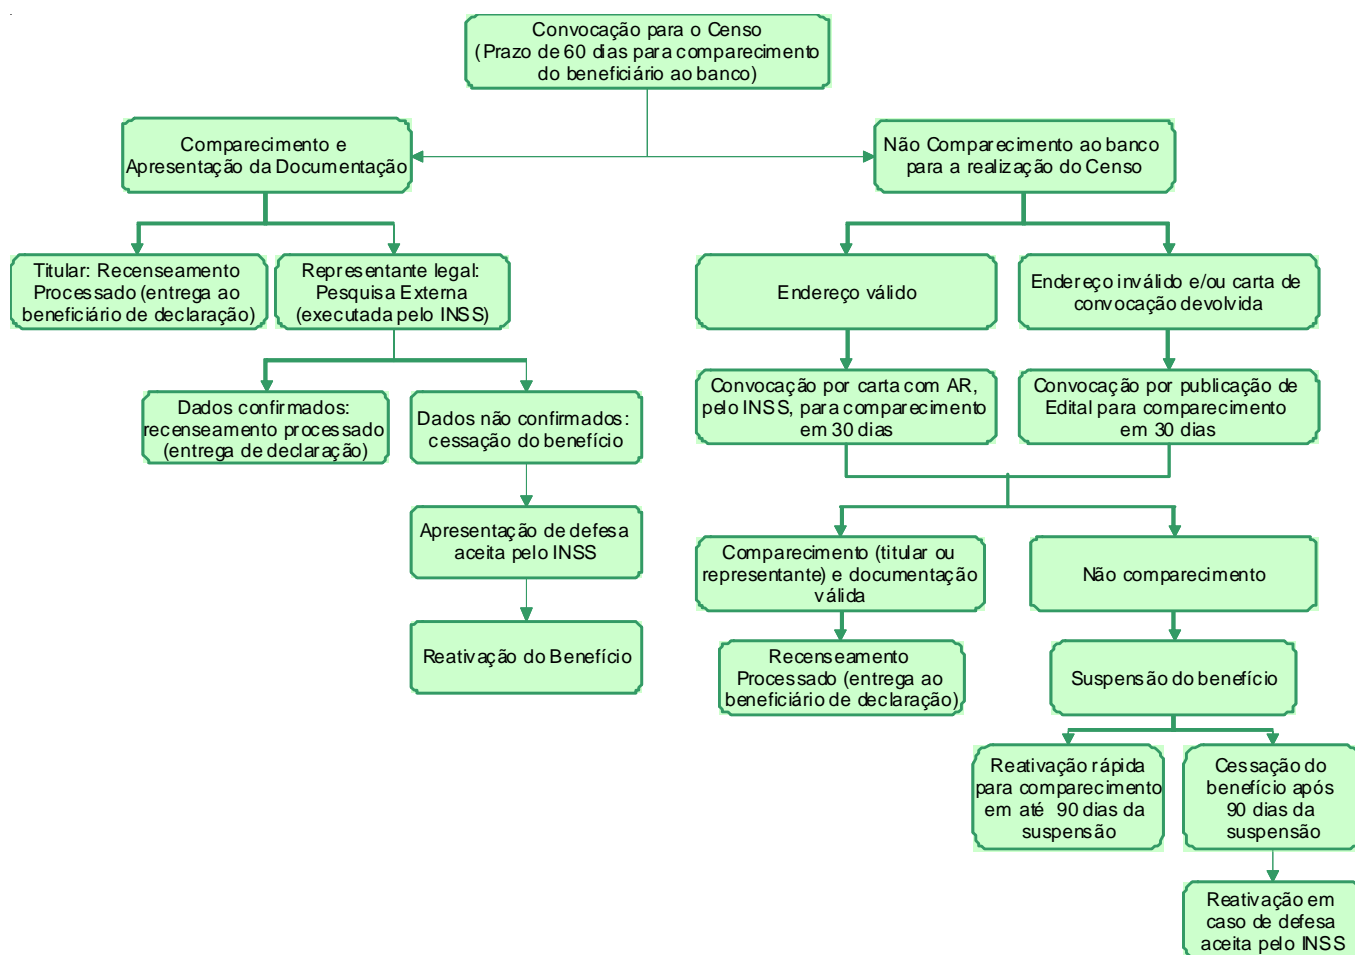 Convocação para o Censo
(Prazo de 60 dias para comparecimento
do beneficiário ao banco)
Comparecimento e
Apresentação da Documentação
Não Comparecimento ao banco
para a realização do Censo
Titular: Recenseamento
Processado (entrega ao
beneficiário de declaração)
Representante legal:
Pesquisa Externa
(executada pelo INSS)
Endereço válido
Endereço inválido e/ou carta de
convocação devolvida
Dados confirmados:
recenseamento processado
(entrega de declaração)
Dados não confirmados:
cessação do benefício
Convocação por carta com AR,
pelo INSS, para comparecimento
em 30 dias
Convocação por publicação de
Edital para comparecimento
em 30 dias
Apresentação de defesa
aceita pelo INSS
Comparecimento (titular ou
representante) e documentação
válida
Não comparecimento
Reativação do Benefício
Recenseamento
Processado (entrega ao
beneficiário de declaração)
Suspensão do benefício
Reativação rápida
para comparecimento
em até 90 dias da
suspensão
Cessação do
benefício após
90 dias da
suspensão
Reativação em
caso de defesa
aceita pelo INSS